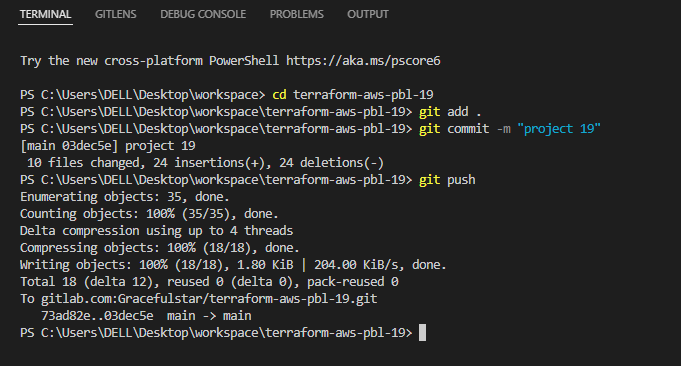 TERMINAL GITLENS DEBUG CONSOLE PROBLEMS OUTPUT
Try the new cross-platform PowerShell https://aka.ms/pscore6
PS C:\Users\DELL\Desktop\workspace> cd terraform-aws-pbl-19
PS C:\Users\DELL\Desktop\workspace\terraform-aws-pbl-19> git add .
PS C:\Users\DELL\Desktop\workspace\terraform-aws-pbl-19> git commit -m "project 19"
[main 03dec5e] project 19
 10 files changed, 24 insertions(+), 24 deletions(-)
PS C:\Users\DELL\Desktop\workspace\terraform-aws-pbl-19> git push
Enumerating objects: 35, done.
Counting objects: 100% (35/35), done.
Delta compression using up to 4 threads
Compressing objects: 100% (18/18), done.
Writing objects: 100% (18/18), 1.80 KiB | 204.00 KiB/s, done.
Total 18 (delta 12), reused 0 (delta 0), pack-reused 0
To gitlab.com:Gracefulstar/terraform-aws-pbl-19.git
   73ad82e..03dec5e  main -> main
PS C:\Users\DELL\Desktop\workspace\terraform-aws-pbl-19>